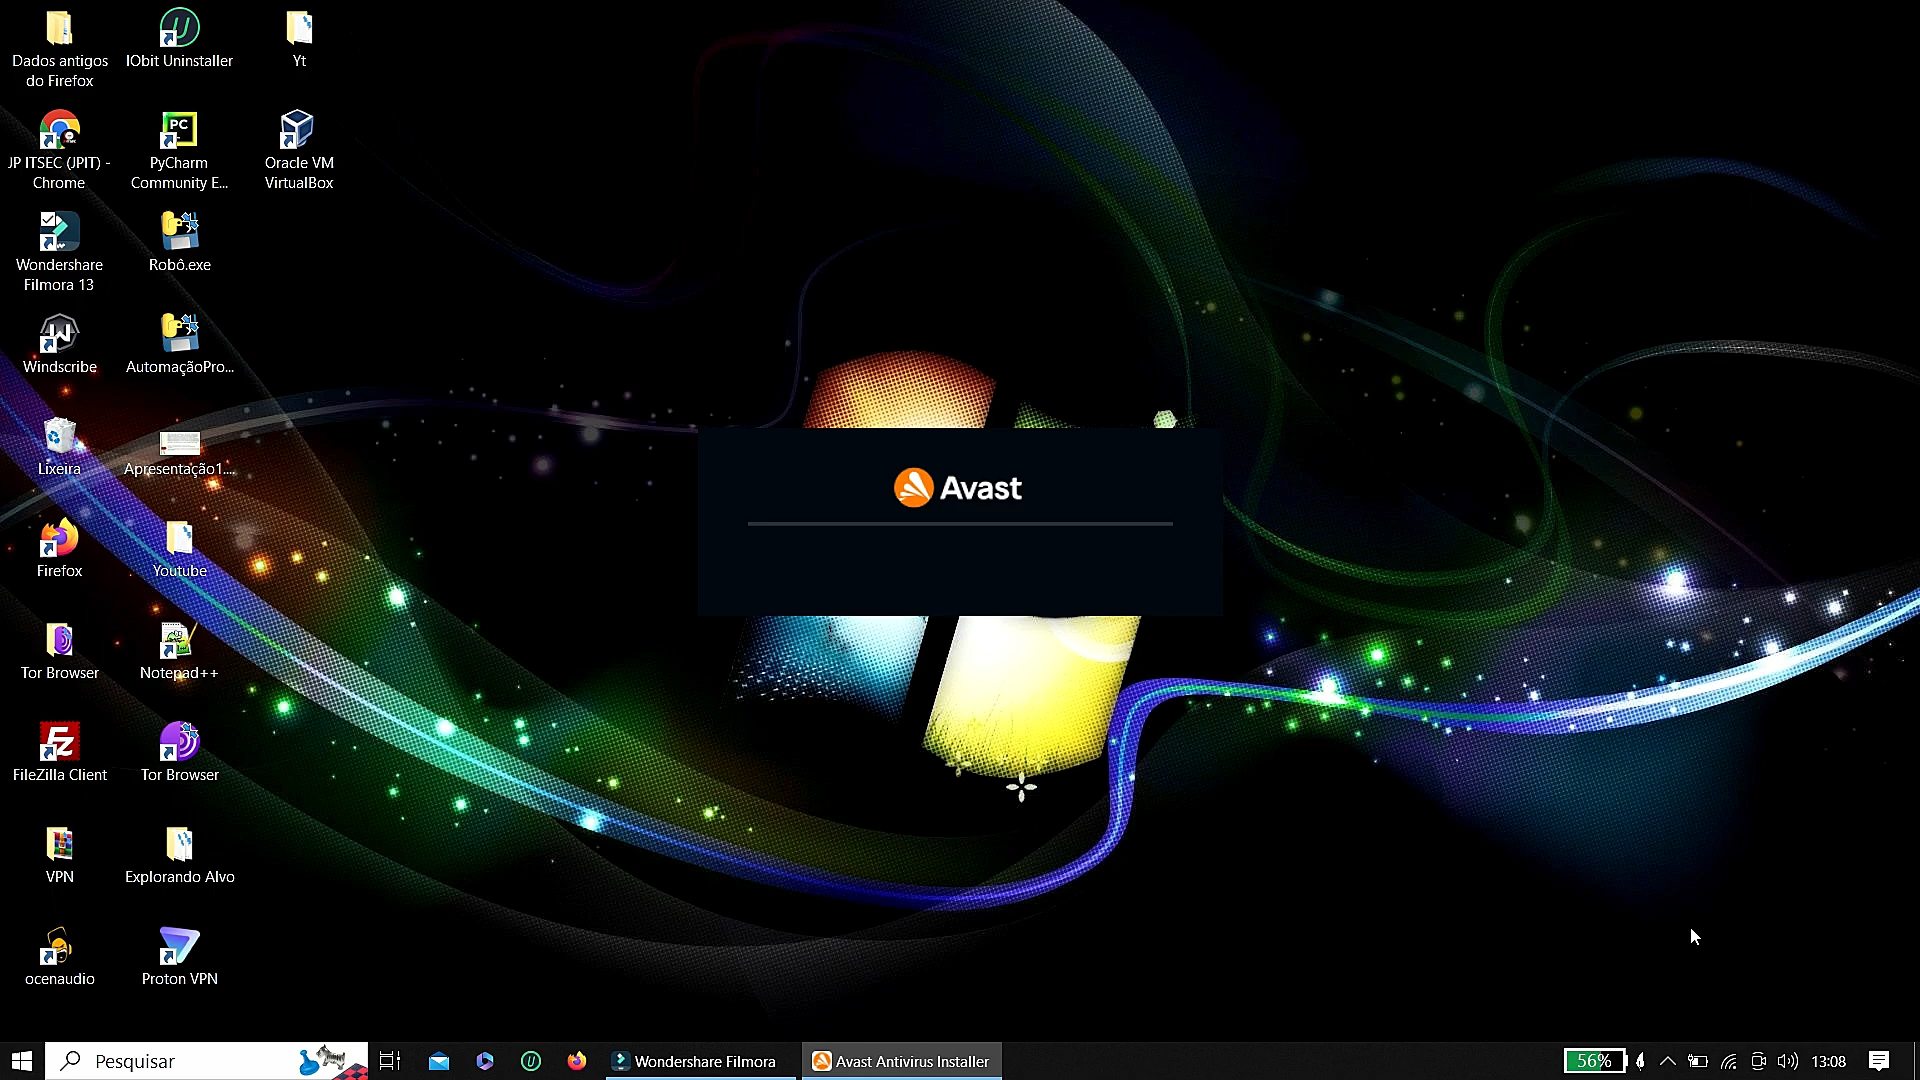 Dados antigos
do Firefox
IObit Uninstaller
Yt
JP ITSEC (JPIT) -
Chrome
PC
PyCharm
Community E...
Oracle VM
VirtualBox
Wondershare
Filmora 13
Robô.exe
Windscribe
AutomaçãoPro...
Lixeira
Apresentação1....
Firefox
Youtube
Tor Browser
Notepad++
FileZilla Client
Tor Browser
VPN
Explorando Alvo
ocenaudio
Proton VPN
Avast
Pesquisar
Wondershare Filmora
Avast Antivirus Installer
56%
13:08